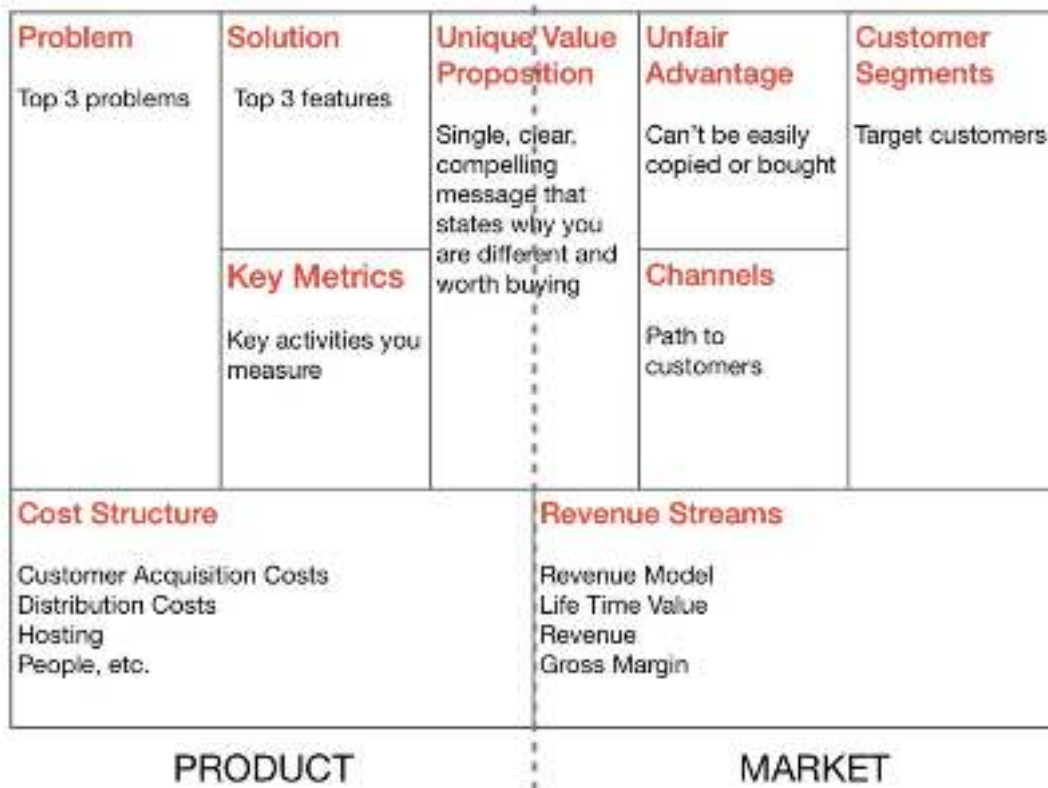 Problem
Top 3 problems
Solution
Top 3 features
Key Metrics
Key activities you
measure
Unique Value
Proposition
Single, clear,
compelling
message that
states why you
are different and
worth buying
Unfair
Advantage
Can't be easily
copied or bought
Channels
Path to
customers
Customer
Segments
Target customers
Cost Structure
Customer Acquisition Costs
Distribution Costs
Hosting
People, etc.
Revenue Streams
Revenue Model
Life Time Value
Revenue
Gross Margin
PRODUCT
MARKET